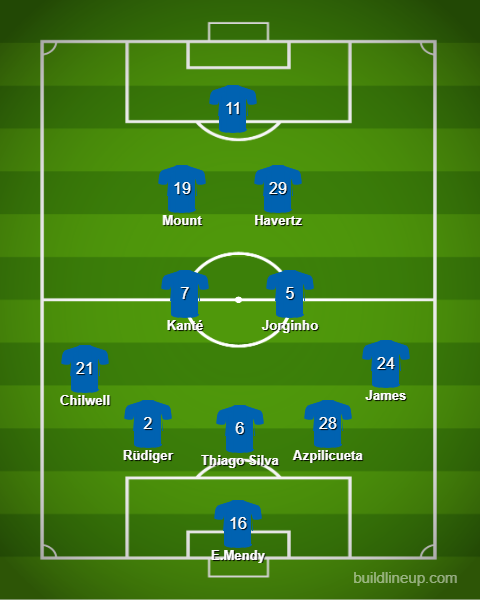 11
19
Mount
29
Havertz
7
Kanté
5
Jorginho
21
Chilwell
24
James
2
Rüdiger
6
Thiago Silva
28
Azpilicueta
16
E.Mendy
buildlineup.com